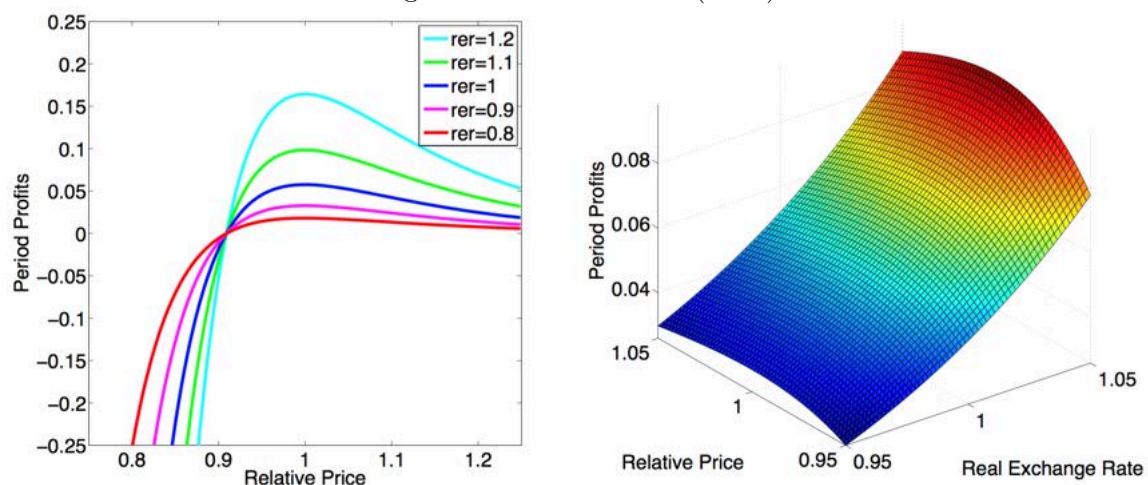 0.25
0.2
0.15
0.1
0.05
0
−0.05
−0.1
−0.15
−0.2
−0.25
Period Profits
0.8 0.9 1 1.1 1.2
Relative Price
rer=1.2
rer=1.1
rer=1
rer=0.9
rer=0.8
Period Profits
0.08
0.06
0.04
1.05
1
0.95
Relative Price
0.95
1
1.05
Real Exchange Rate